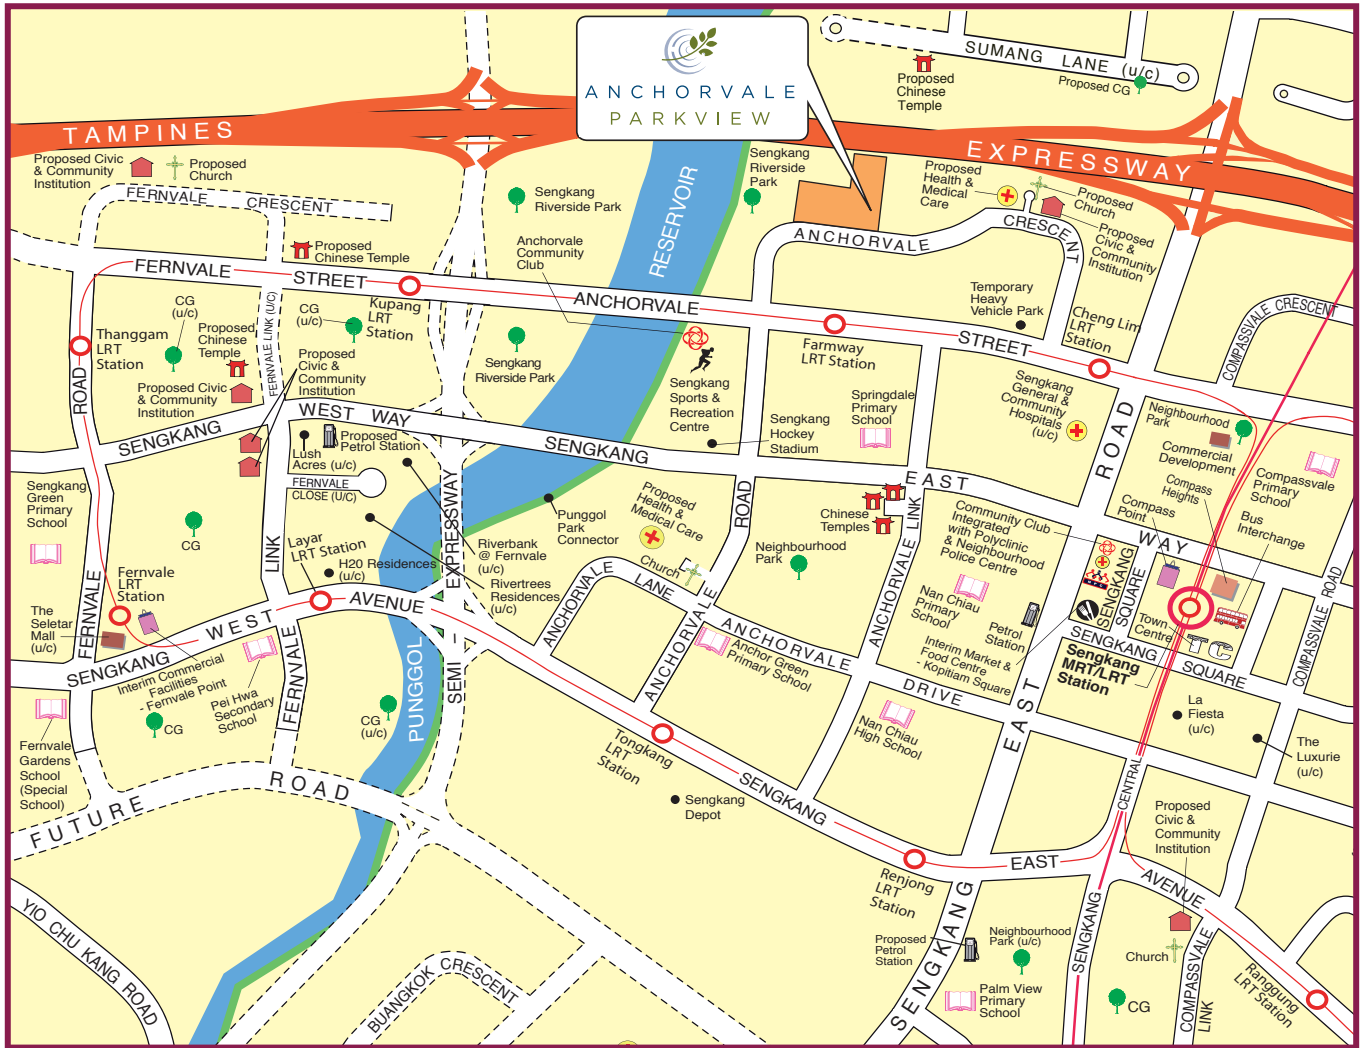 ANCHORVALE
PARKVIEW
SUMANG LANE (u/c)
Proposed
Chinese
Temple
Proposed CG
TAMPINES
EXPRESSWAY
Proposed Civic
& Community
Institution
Proposed
Church
FERNVALE CRESCENT
Sengkang
Riverside Park
RESERVOIR
Sengkang
Riverside
Park
Proposed
Health &
Medical
Care
Proposed
Church
Proposed
Civic &
Community
Institution
ANCHORVALE CRESCENT
Anchorvale
Community
Club
Proposed
Chinese Temple
FERNVALE STREET
ANCHORVALE STREET
CG
(u/c)
CG
(u/c)
Kupang
LRT
Station
FERNVALE LINK (U/C)
Thanggam
LRT
Station
Proposed
Chinese
Temple
Proposed
Civic &
Community
Institution
Proposed Civic
& Community
Institution
Sengkang
Riverside Park
Sengkang
Sports &
Recreation
Centre
Farmway
LRT Station
Temporary
Heavy
Vehicle Park
Cheng Lim
LRT
Station
COMPASSVALE CRESCENT
Springdale
Primary
School
Sengkang
Hockey
Stadium
Sengkang
General &
Community
Hospitals
(u/c)
Neighbourhood
Park
Commercial
Development
Compass
Heights
Compassvale
Primary
School
Compass
Point
Bus
Interchange
ROAD
SENGKANG
WEST WAY
SENGKANG
EAST
WAY
Proposed
Petrol Station
Lush
Acres (u/c)
FERNVALE
CLOSE (U/C)
Sengkang
Green
Primary
School
CG
LINK
Layar
LRT Station
H20 Residences
(u/c)
Riverbank
@ Fernvale
(u/c)
Rivertrees
Residences
(u/c)
EXPRESSWAY
Punggol
Park
Connector
Proposed
Health &
Medical Care
Church
ROAD
Neighbourhood
Park
Chinese
Temples
ANCHORVALE LINK
Community Club
Integrated
with Polyclinic
& Neighbourhood
Police Centre
Nan Chiau
Primary
School
Petrol
Station
Interim Market &
Food Centre
- Kopitiam Square
ROAD
SENGKANG
SQUARE
Town
Centre
TC
SENGKANG SQUARE
Sengkang
MRT/LRT
Station
COMPASSVALE ROAD
Fernvale
LRT
Station
The
Seletar
Mall
(u/c)
FERNVALE
SENGKANG WEST AVENUE
Interim Commercial
Facilities
- Fernvale Point
Pei Hwa
Secondary
School
FERNVALE
CG
CG
(u/c)
Fernvale
Gardens
School
(Special
School)
PUNGGOL
SEMI –
ANCHORVALE LANE
ANCHORVALE
ANCHORVALE DRIVE
Anchor Green
Primary School
Nan Chiau
High School
EAST
La
Fiesta
(u/c)
The
Luxurie
(u/c)
Tongkang
LRT
Station
SENGKANG
Sengkang
Depot
FUTURE ROAD
CENTRAL
Proposed
Civic &
Community
Institution
EAST
AVENUE
Renjong
LRT
Station
SENGKANG
SENGKANG
Proposed
Petrol
Station
Neighbourhood
Park (u/c)
Palm View
Primary
School
Church
CG
COMPASSVALE
LINK
Ranggung
LRT Station
YIO CHU KANG ROAD
BUANGKOK CRESCENT